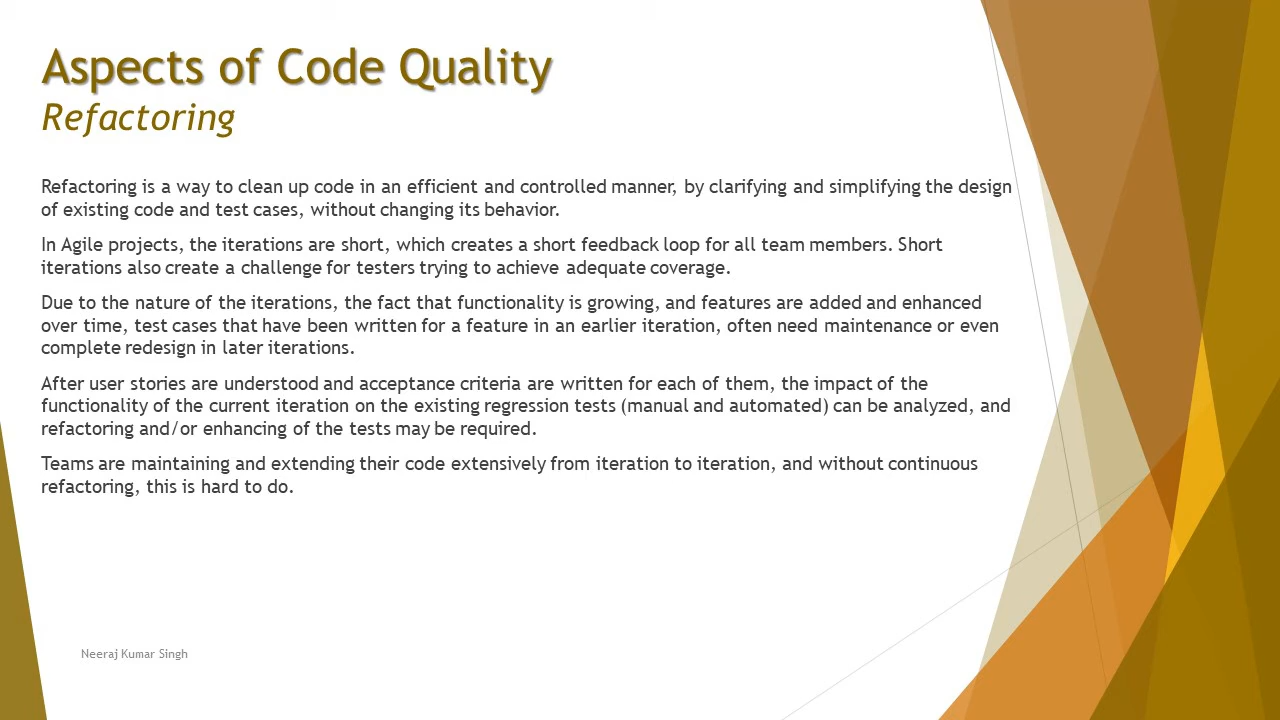 Aspects of Code Quality
Refactoring
Refactoring is a way to clean up code in an efficient and controlled manner, by clarifying and simplifying the design
of existing code and test cases, without changing its behavior.
In Agile projects, the iterations are short, which creates a short feedback loop for all team members. Short
iterations also create a challenge for testers trying to achieve adequate coverage.
Due to the nature of the iterations, the fact that functionality is growing, and features are added and enhanced
over time, test cases that have been written for a feature in an earlier iteration, often need maintenance or even
complete redesign in later iterations.
After user stories are understood and acceptance criteria are written for each of them, the impact of the
functionality of the current iteration on the existing regression tests (manual and automated) can be analyzed, and
refactoring and/or enhancing of the tests may be required.
Teams are maintaining and extending their code extensively from iteration to iteration, and without continuous
refactoring, this is hard to do.
Neeraj Kumar Singh